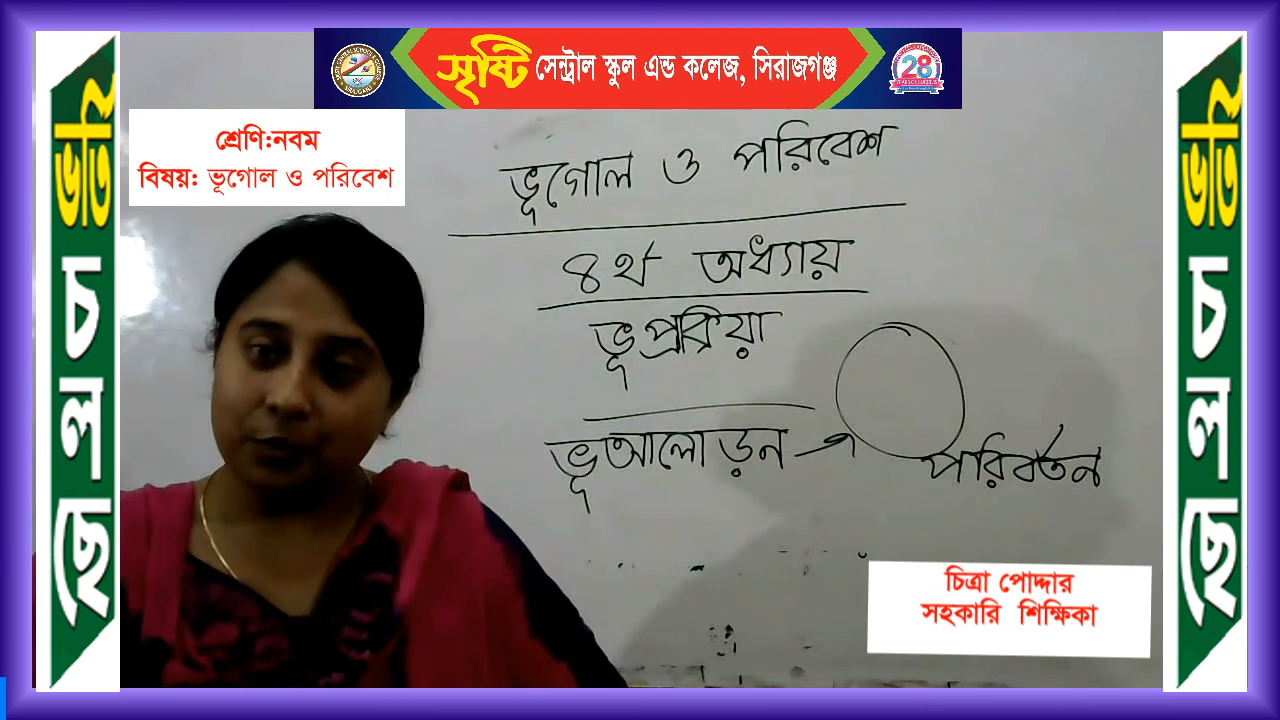 সৃষ্টি সেন্ট্রাল স্কুল এন্ড কলেজ, সিরাজগঞ্জ
28
শ্রেণি:নবম
বিষয়: ভূগোল ও পরিবেশ
ভর্তি চলছে
ভূগোল ও পরিবেশ
৪র্থ অধ্যায়
ভূপ্রক্রিয়া
ভূআলোড়ন
পরিবর্তন
চিত্রা পোদ্দার
সহকারি শিক্ষিকা
ভর্তি চলছে